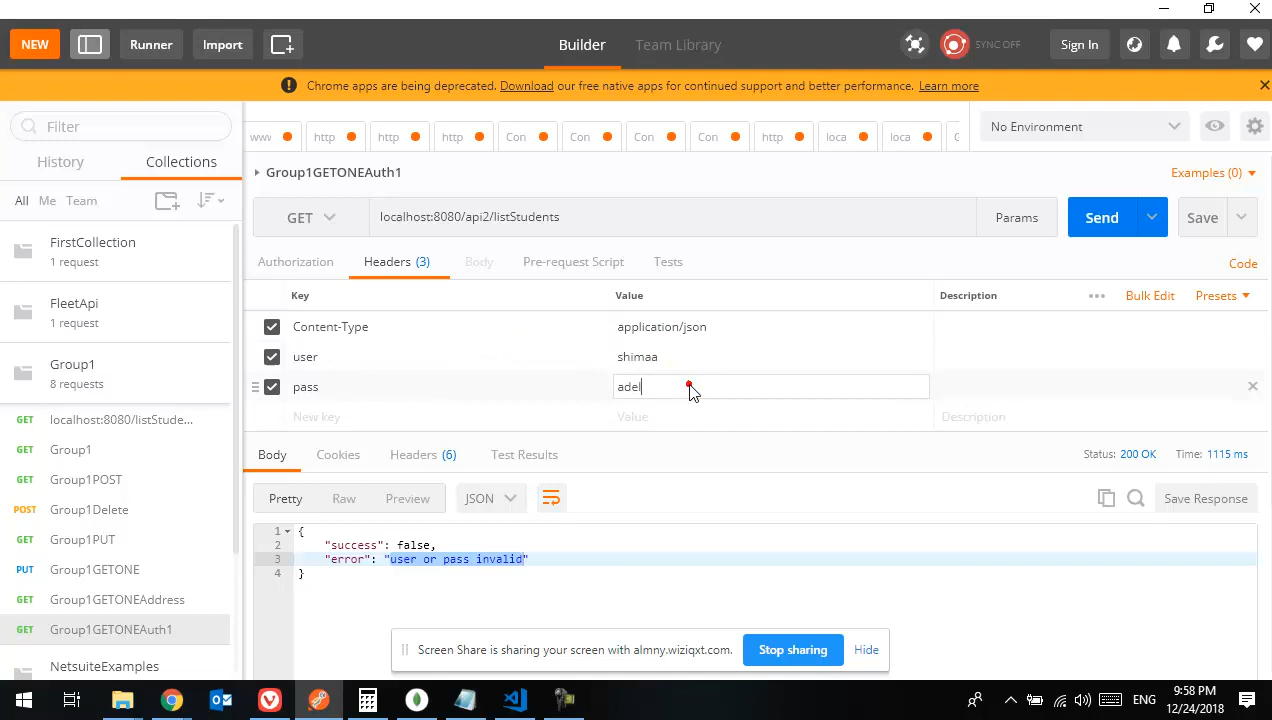 NEW
Runner
Import
Builder
Team Library
SYNC OFF
Sign In
Chrome apps are being deprecated. Download our free native apps for continued support and better performance. Learn more
Filter
History
Collections
All Me Team
FirstCollection
1 request
FleetApi
1 request
Group1
8 requests
GET localhost:8080/listStude...
GET Group1
GET Group1POST
POST Group1Delete
GET Group1PUT
PUT Group1GETONE
GET Group1GETONEAddress
GET Group1GETONEAuth1
NetsuiteExamples
www http http http Con Con Con Con http loca loca
No Environment
Group1GETONEAuth1
Examples (0)
GET localhost:8080/api2/listStudents Params Send Save
Authorization Headers (3) Body Pre-request Script Tests Code
Key Value Description ••• Bulk Edit Presets
Content-Type application/json
user shimaa
pass adel
New key Value Description
Body Cookies Headers (6) Test Results Status: 200 OK Time: 1115 ms
Pretty Raw Preview JSON Save Response
1 {
2 "success": false,
3 "error": "user or pass invalid"
4 }
Screen Share is sharing your screen with almny.wiziqxt.com. Stop sharing Hide
ENG
9:58 PM
12/24/2018